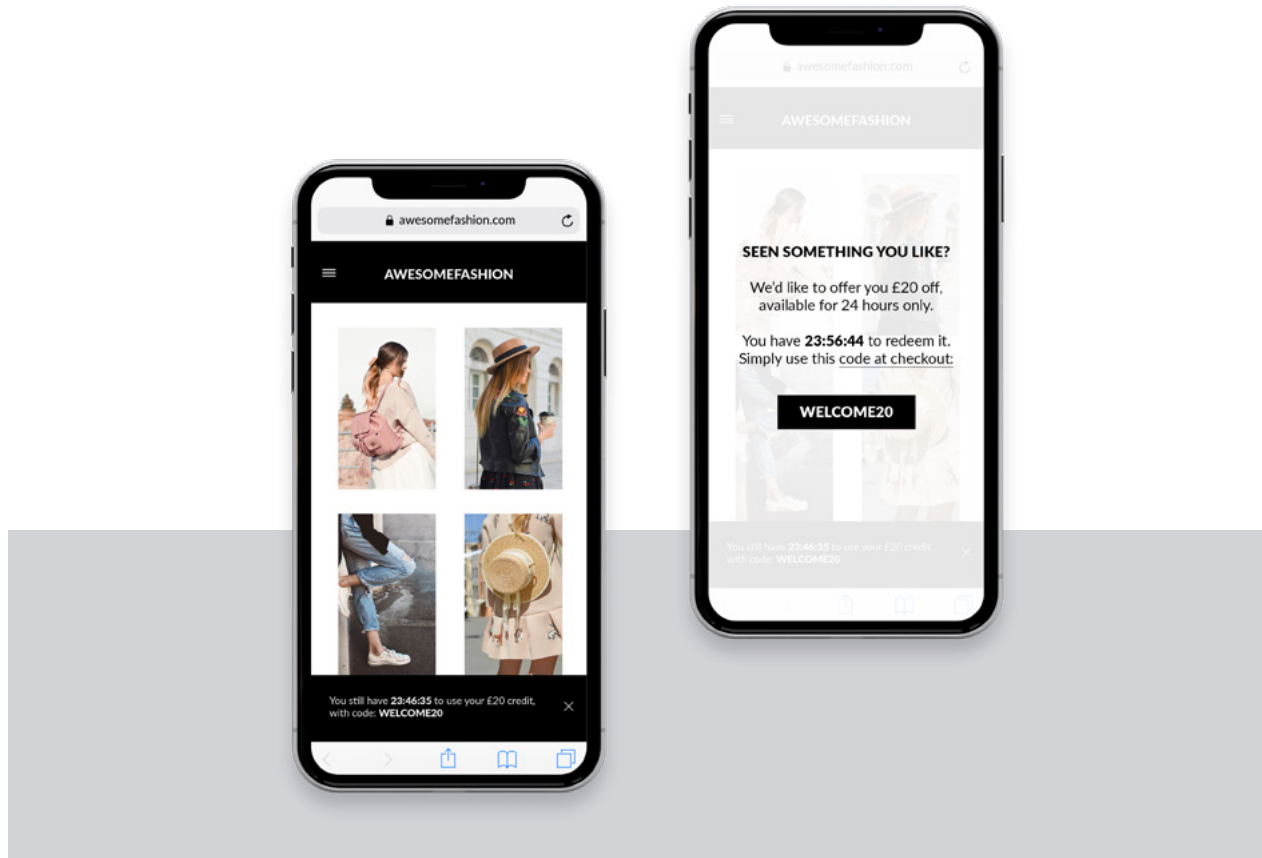 awesomefashion.com
AWESOMEFASHION
You still have 23:46:35 to use your £20 credit,
with code: WELCOME20
awesomefashion.com
AWESOMEFASHION
SEEN SOMETHING YOU LIKE?
We'd like to offer you £20 off,
available for 24 hours only.
You have 23:56:44 to redeem it.
Simply use this code at checkout:
WELCOME20
You still have 23:46:35 to use your £20 credit,
with code: WELCOME20